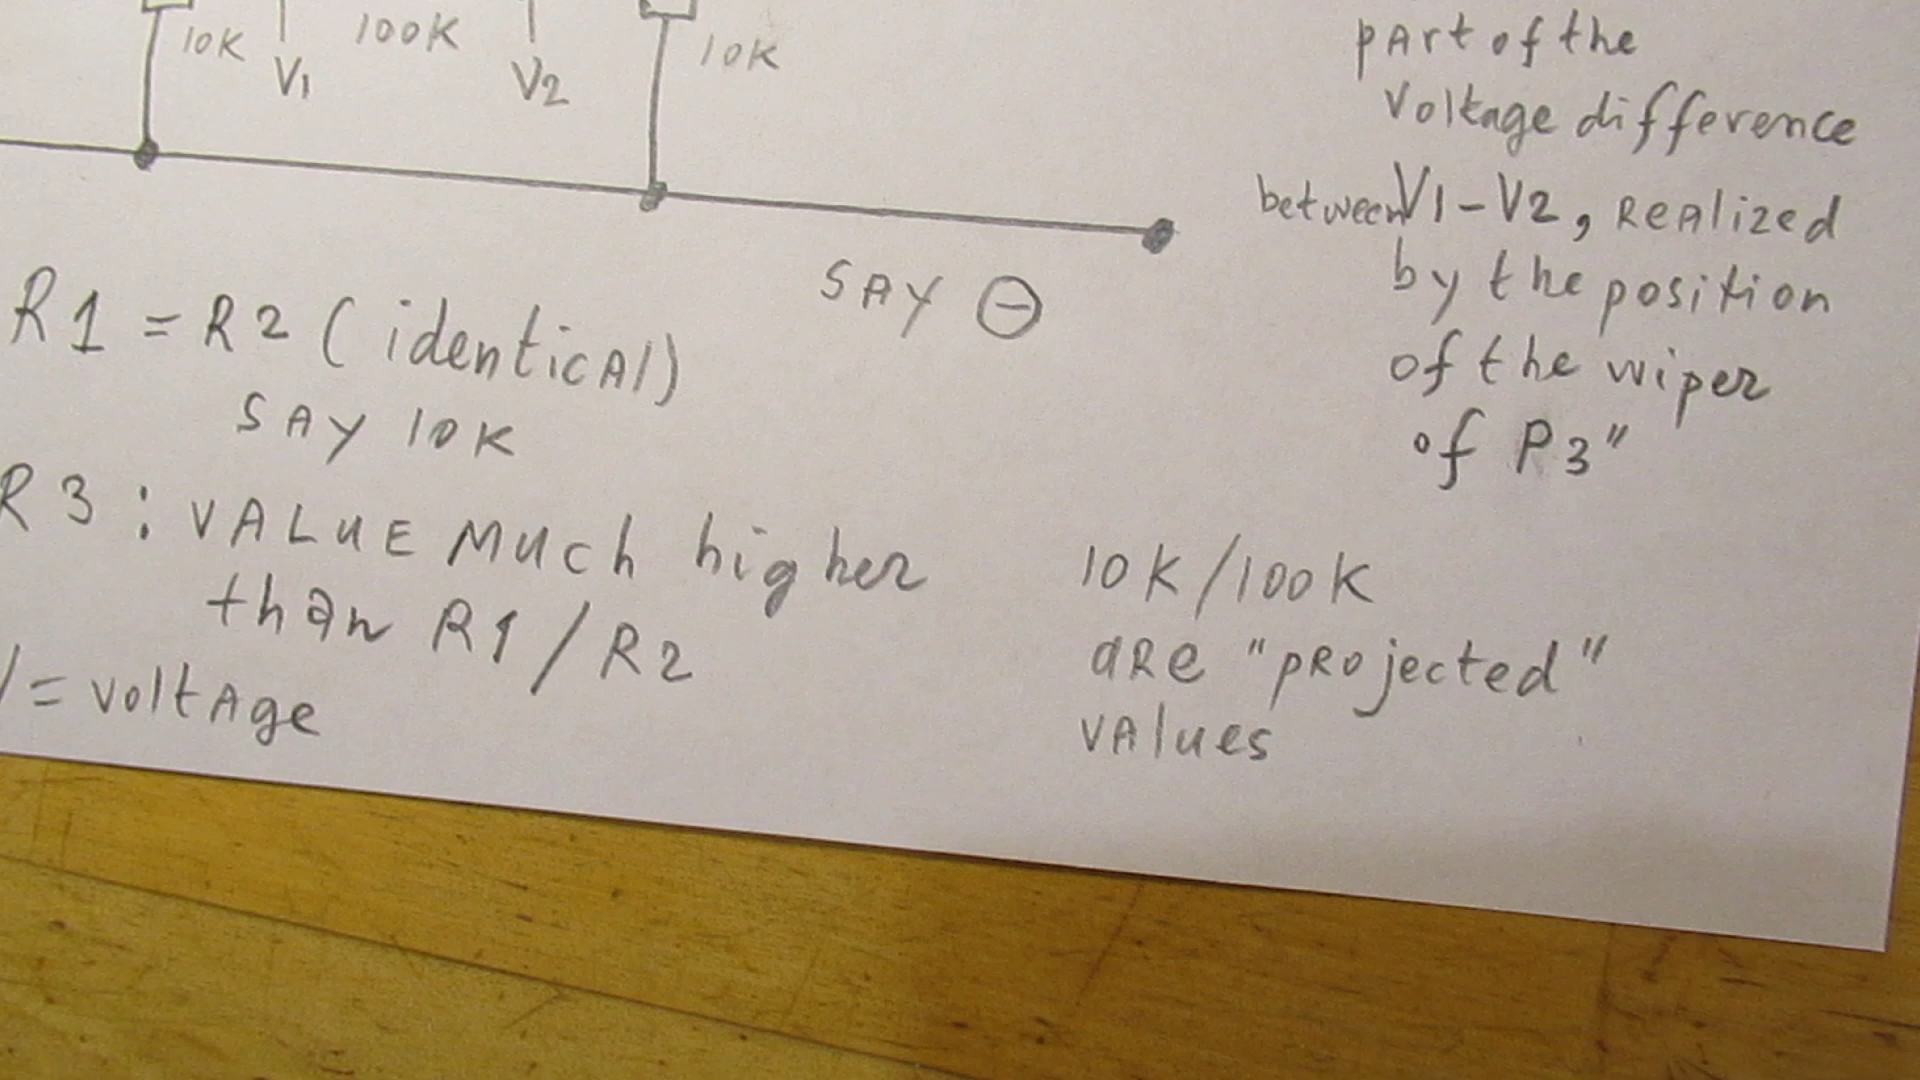 10K V1 100K V2 10K
SAY ⊖
R1 = R2 (identicAl)
SAY 10K
R3 : VALUE MUch higher
than R1 / R2
V = voltAge
pArt of the
Voltage difference
between V1 - V2, ReAlized
by the position
of the wiper
of P3"
10K/100K
aRe "pRojected"
VAlues